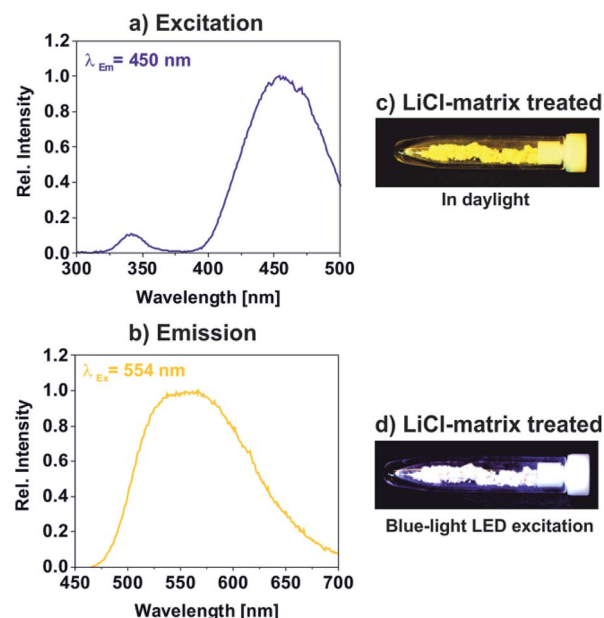 a) Excitation
λ Em= 450 nm
Rel. Intensity
1.2
1.0
0.8
0.6
0.4
0.2
0.0
300 350 400 450 500
Wavelength [nm]
b) Emission
λ Ex= 554 nm
Rel. Intensity
1.2
1.0
0.8
0.6
0.4
0.2
0.0
450 500 550 600 650 700
Wavelength [nm]
c) LiCl-matrix treated
In daylight
d) LiCl-matrix treated
Blue-light LED excitation